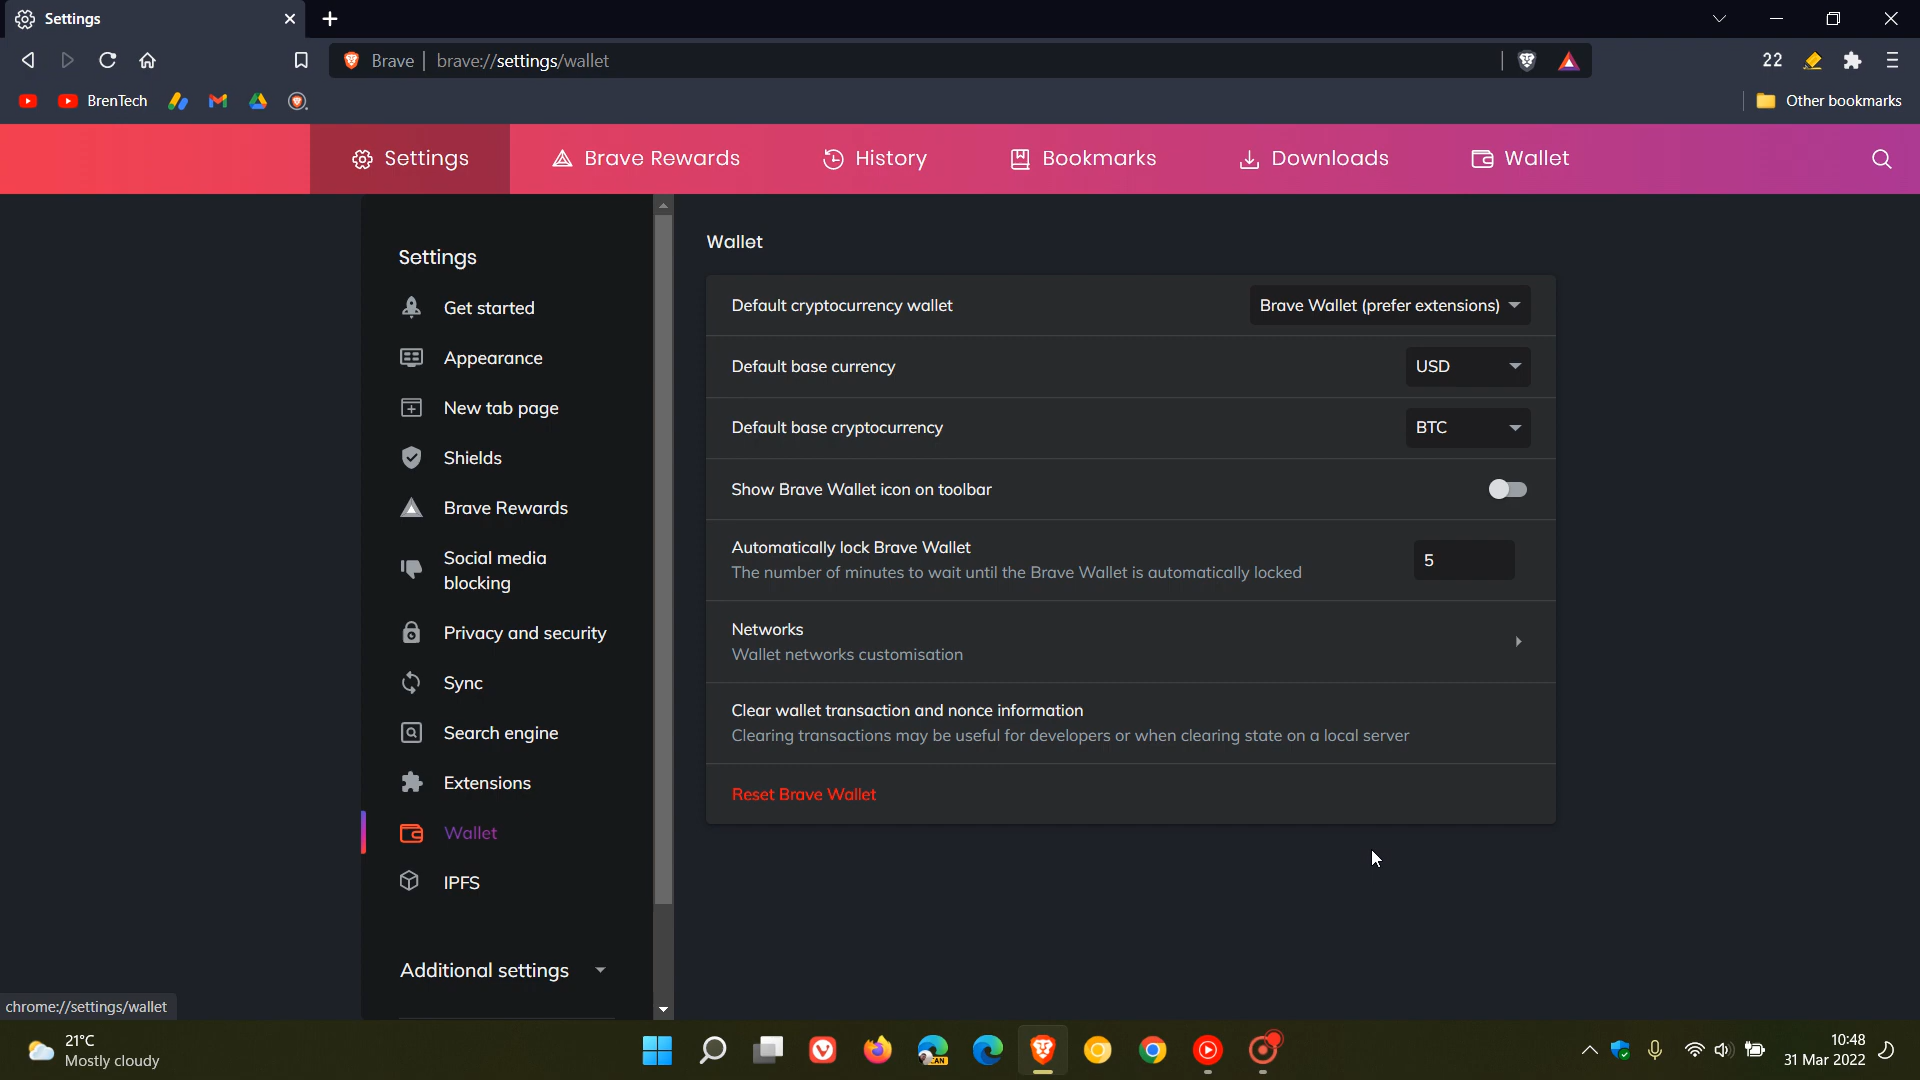 Settings
Brave
brave://settings/wallet
22
BrenTech
Other bookmarks
Settings
Brave Rewards
History
Bookmarks
Downloads
Wallet
Settings
Get started
Appearance
New tab page
Shields
Brave Rewards
Social media
blocking
Privacy and security
Sync
Search engine
Extensions
Wallet
IPFS
Additional settings
Wallet
Default cryptocurrency wallet
Brave Wallet (prefer extensions)
Default base currency
USD
Default base cryptocurrency
BTC
Show Brave Wallet icon on toolbar
Automatically lock Brave Wallet
The number of minutes to wait until the Brave Wallet is automatically locked
5
Networks
Wallet networks customisation
Clear wallet transaction and nonce information
Clearing transactions may be useful for developers or when clearing state on a local server
Reset Brave Wallet
chrome://settings/wallet
21°C
Mostly cloudy
CAN
10:48
31 Mar 2022